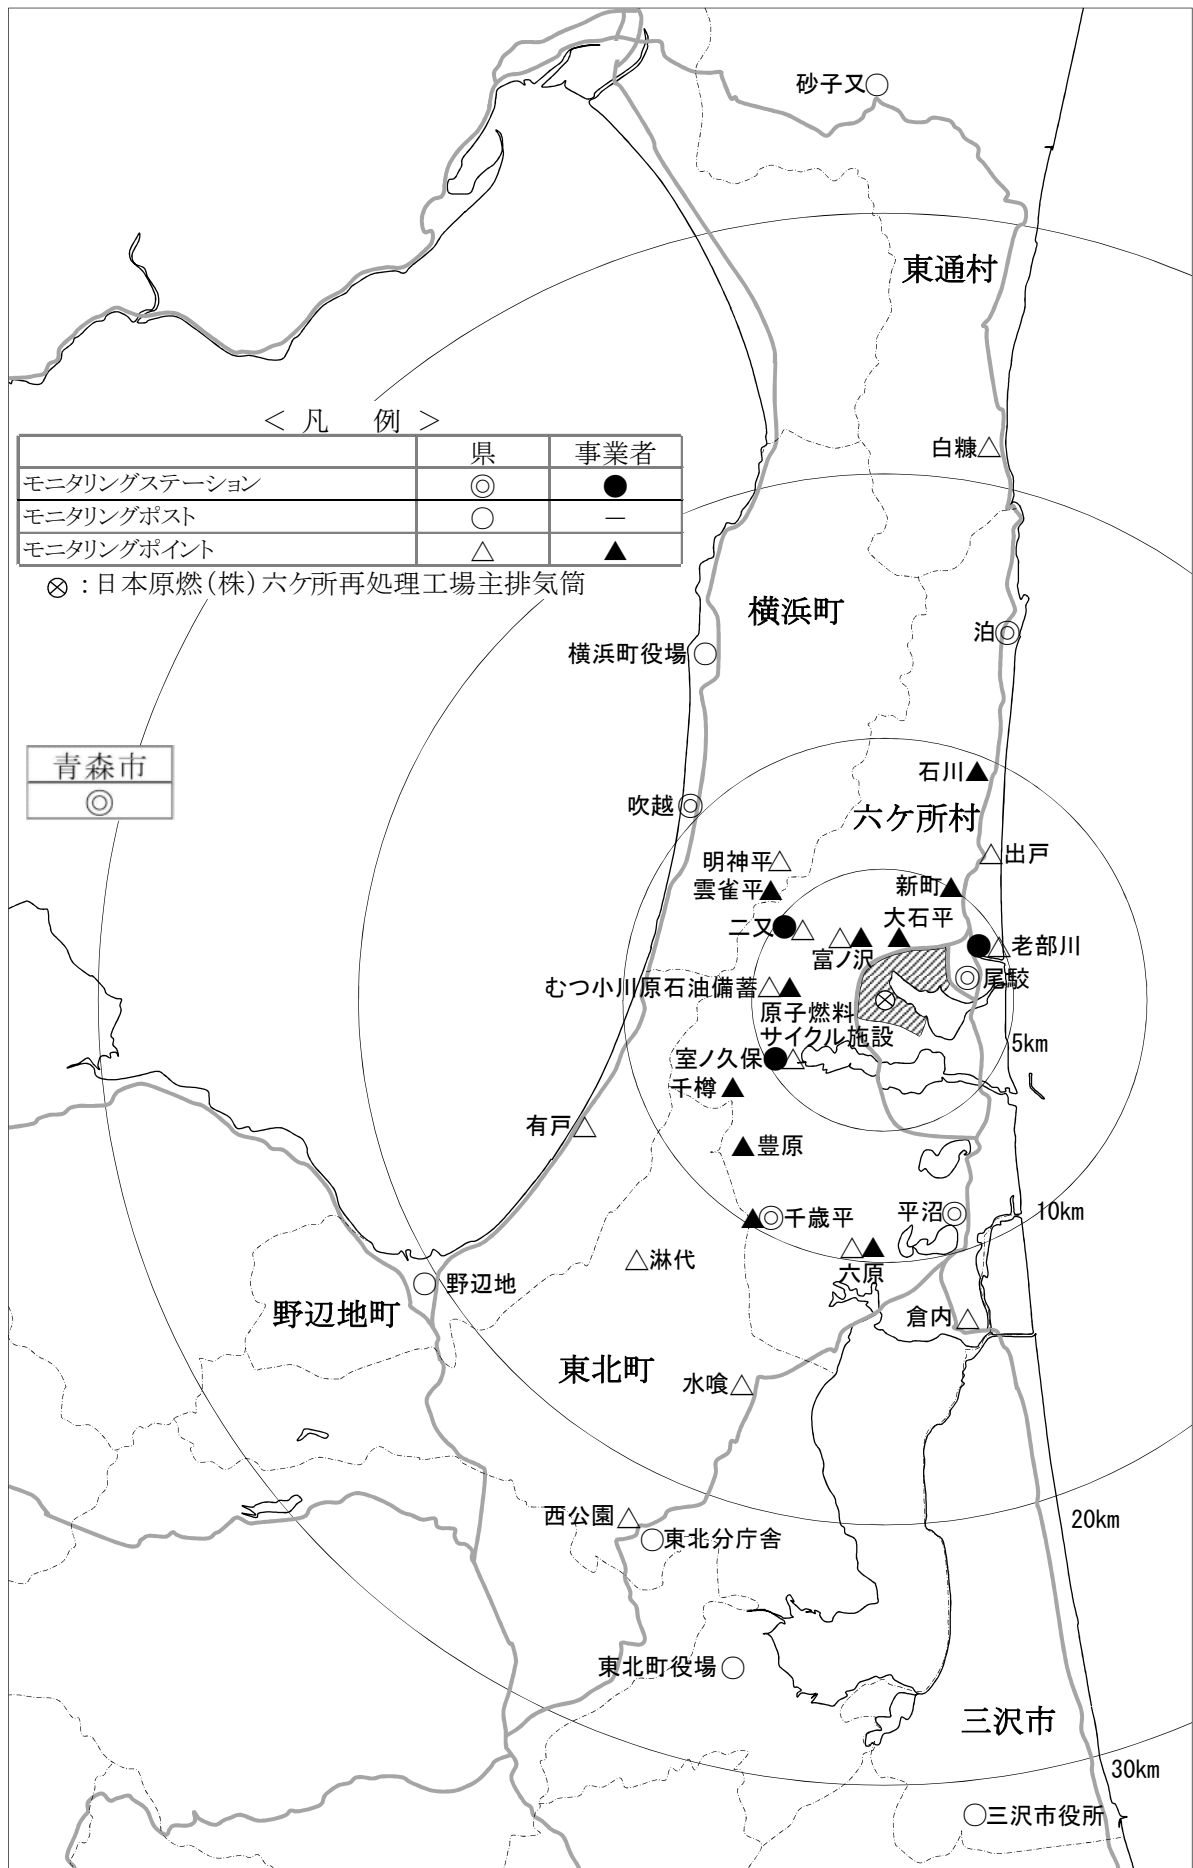 砂子又
東通村
＜ 凡　例 ＞
県 事業者
モニタリングステーション ◎ ●
モニタリングポスト ○ －
モニタリングポイント △ ▲
⊗：日本原燃(株)六ケ所再処理工場主排気筒
白糠
横浜町
泊
横浜町役場
青森市
◎
石川
吹越
六ケ所村
明神平
出戸
雲雀平
新町
大石平
二又
富ノ沢
老部川
尾駮
むつ小川原石油備蓄
原子燃料
サイクル施設
5km
室ノ久保
千樽
有戸
豊原
千歳平
平沼
10km
淋代
六原
野辺地
野辺地町
倉内
東北町
水喰
西公園
20km
東北分庁舎
東北町役場
三沢市
30km
三沢市役所